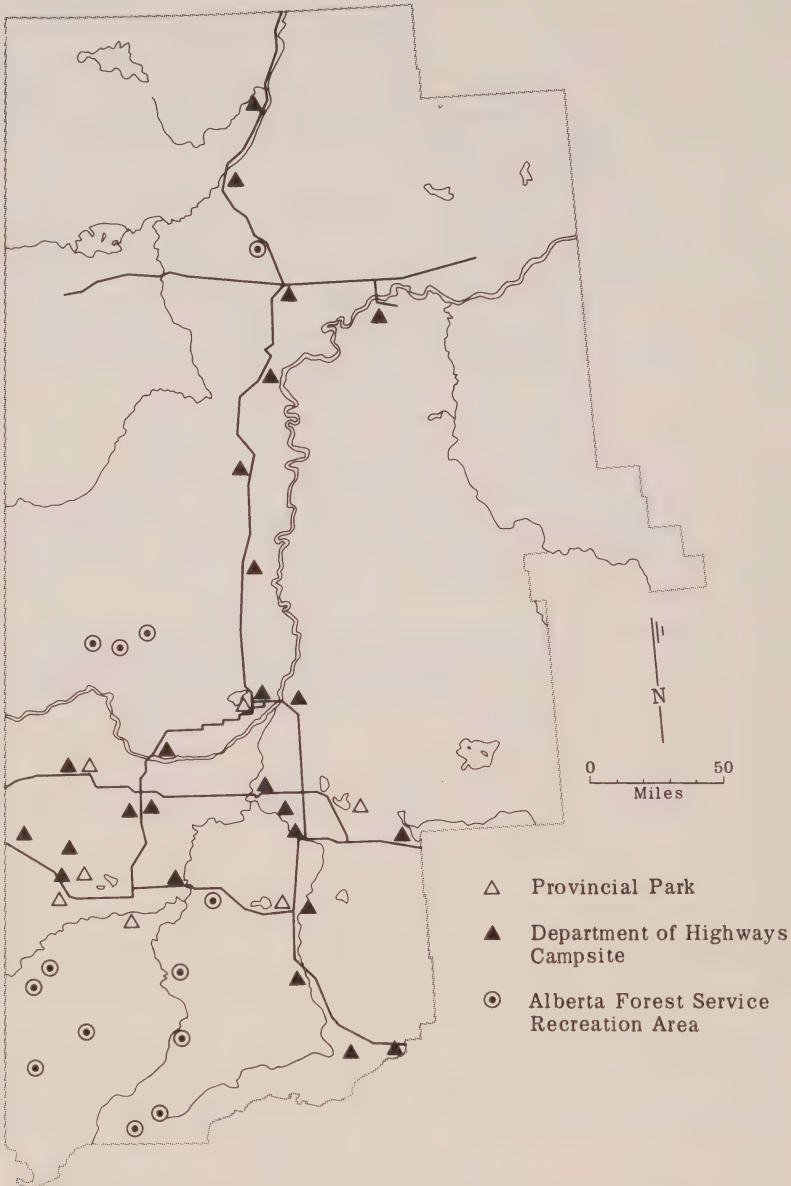 N
0 50
Miles
Provincial Park
Department of Highways
Campsite
Alberta Forest Service
Recreation Area